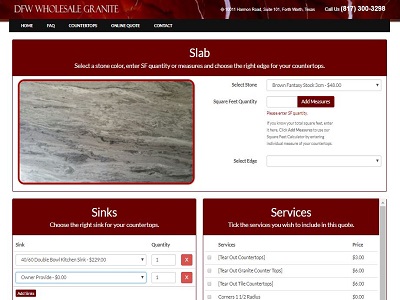 DFW WHOLESALE GRANITE
10311 Harmon Road, Suite 101, Forth Worth, Texas
Call Us (817) 300-3298
HOME FAQ COUNTERTOPS ONLINE QUOTE CONTACT
Slab
Select a stone color, enter SF quantity or measures and choose the right edge for your countertops.
Select Stone Brown Fantasy Stock 3cm - $48.00
Square Feet Quantity Add Measures
Please enter SF quantity.
If you know your total square feet, enter
it here. Click Add Measures to use our
Square Feet Calculator by entering
individual measure of your countertop.
Select Edge
Sinks
Choose the right sink for your countertops.
Sink Quantity
40/60 Double Bowl Kitchen Sink - $229.00 1 X
Owner Provide - $0.00 1 X
Add Sinks
Services
Tick the services you wish to include in this quote.
Services Price
[Tear Out Countertops] $3.00
[Tear Out Granite Counter Tops $6.00
[Tear Out Tile Countertops] $6.00
Corners 1 1/2 Radius $0.00